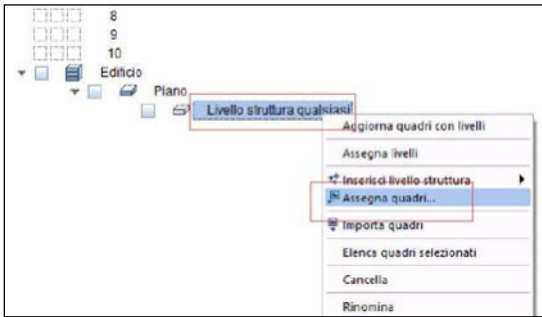 8
9
10
Edificio
Piano
Livello struttura qualsiasi
Aggiorna quadri con livelli
Assegna livelli
Inserisci livello struttura
Assegna quadri...
Importa quadri
Elenca quadri selezionati
Cancella
Rinomina